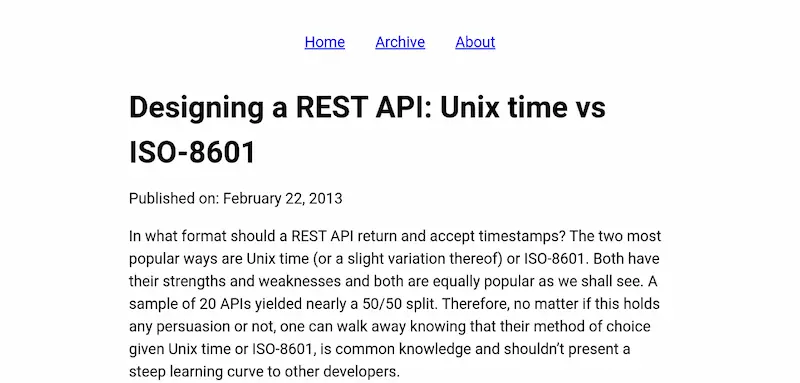 Home Archive About
Designing a REST API: Unix time vs
ISO-8601
Published on: February 22, 2013
In what format should a REST API return and accept timestamps? The two most
popular ways are Unix time (or a slight variation thereof) or ISO-8601. Both have
their strengths and weaknesses and both are equally popular as we shall see. A
sample of 20 APIs yielded nearly a 50/50 split. Therefore, no matter if this holds
any persuasion or not, one can walk away knowing that their method of choice
given Unix time or ISO-8601, is common knowledge and shouldn’t present a
steep learning curve to other developers.